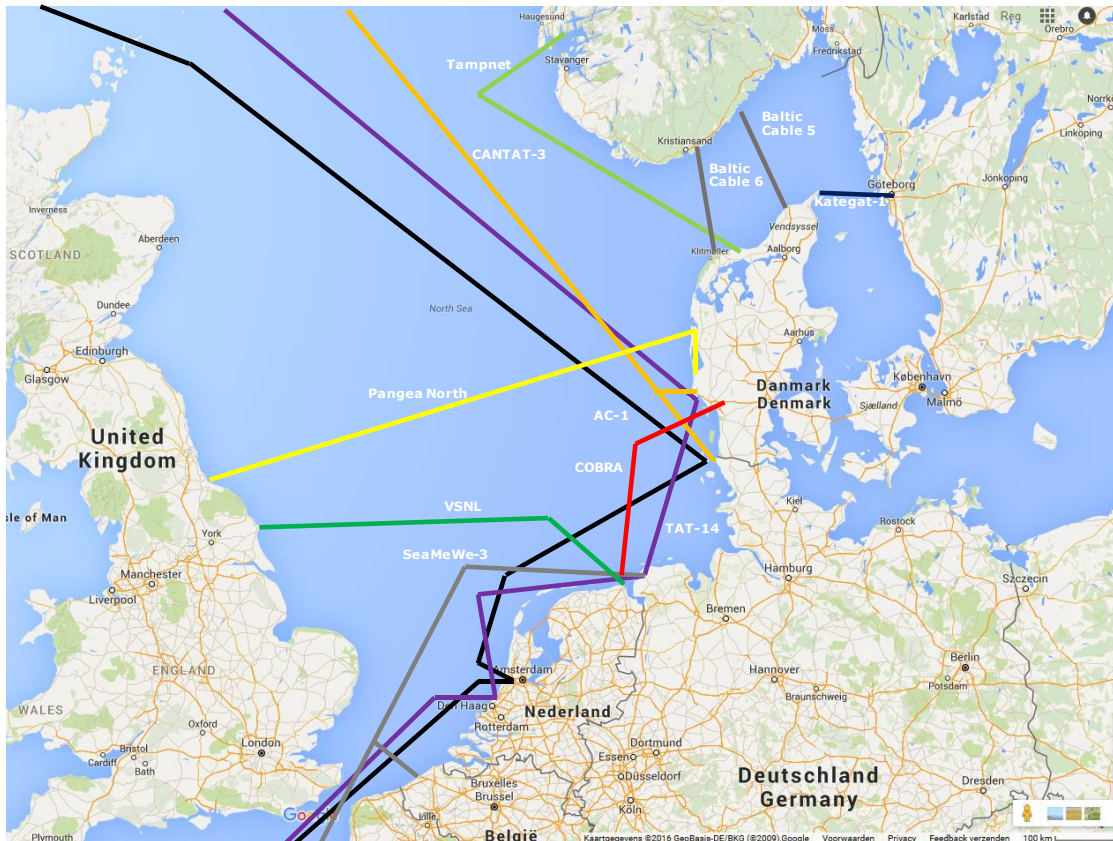 Haugesund
Karlstad
Reg
Örebro
Moss
Fredrikstad
Tampnet
Stavanger
Norrko
Linköping
Baltic
Cable 5
Kristiansand
CANTAT-3
Baltic
Cable 6
Jönköping
Göteborg
Kategat-1
Inverness
Vendsyssel
Aberdeen
Klitmøller
Aalborg
SCOTLAND
North Sea
Dundee
Aarhus
Edinburgh
Glasgow
København
Danmark
Denmark
Malmö
Pangea North
Sjælland
AC-1
United
Kingdom
COBRA
Kiel
sle of Man
VSNL
Rostock
York
TAT-14
SeaMeWe-3
Hamburg
Manchester
Szczecin
Liverpool
Bremen
ENGLAND
Amsterdam
Hannover
Berlin
Potsdam
Braunschweig
WALES
Den Haag
Nederland
Rotterdam
Oxford
London
Bristol
Cardiff
Bath
Dortmund
Essen
Düsseldorf
Deutschland
Germany
Dresden
Bruxelles
Brussel
Köln
Google
Lille
Plymouth
België
Kaartgegevens ©2016 GeoBasis-DE/BKG (©2009),Google
Voorwaarden
Privacy
Feedback verzenden
100 km